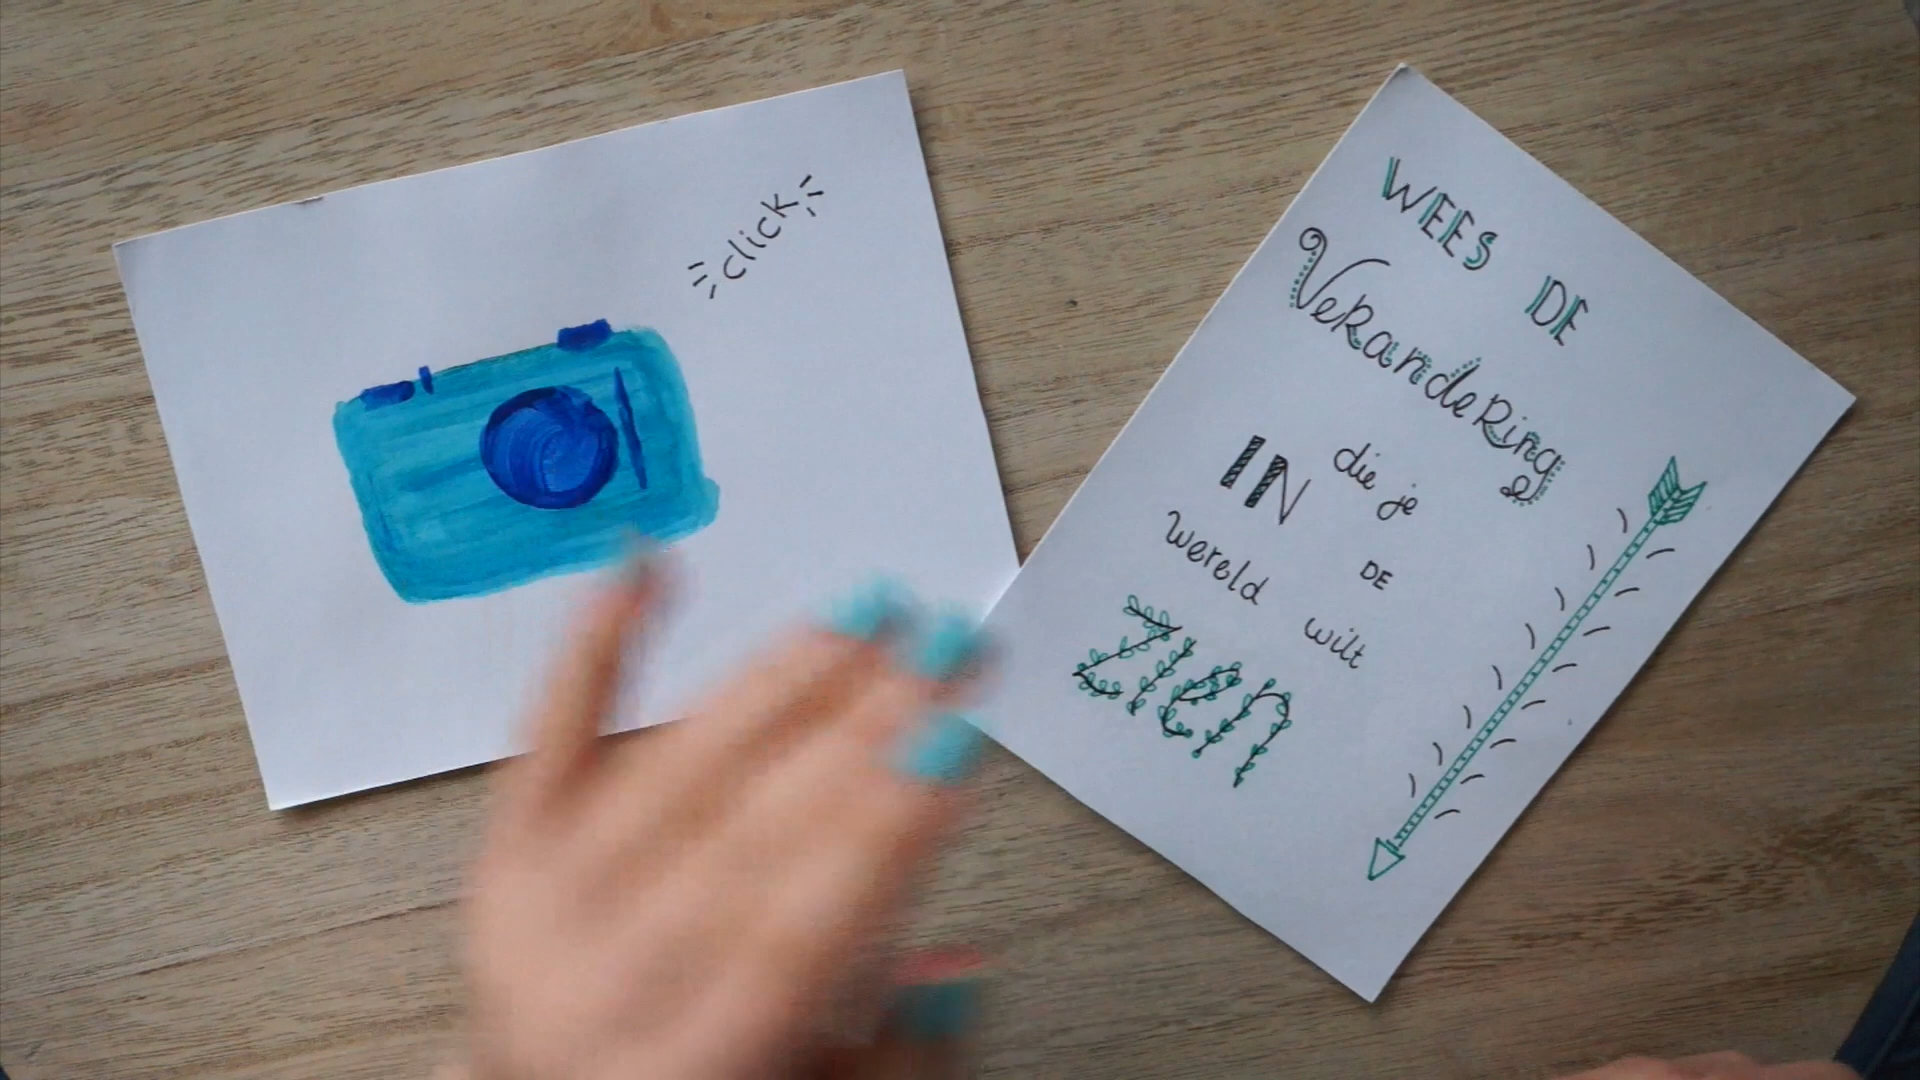 click
WEES DE
VeRandeRing
die je
IN DE
wereld wilt
Zien